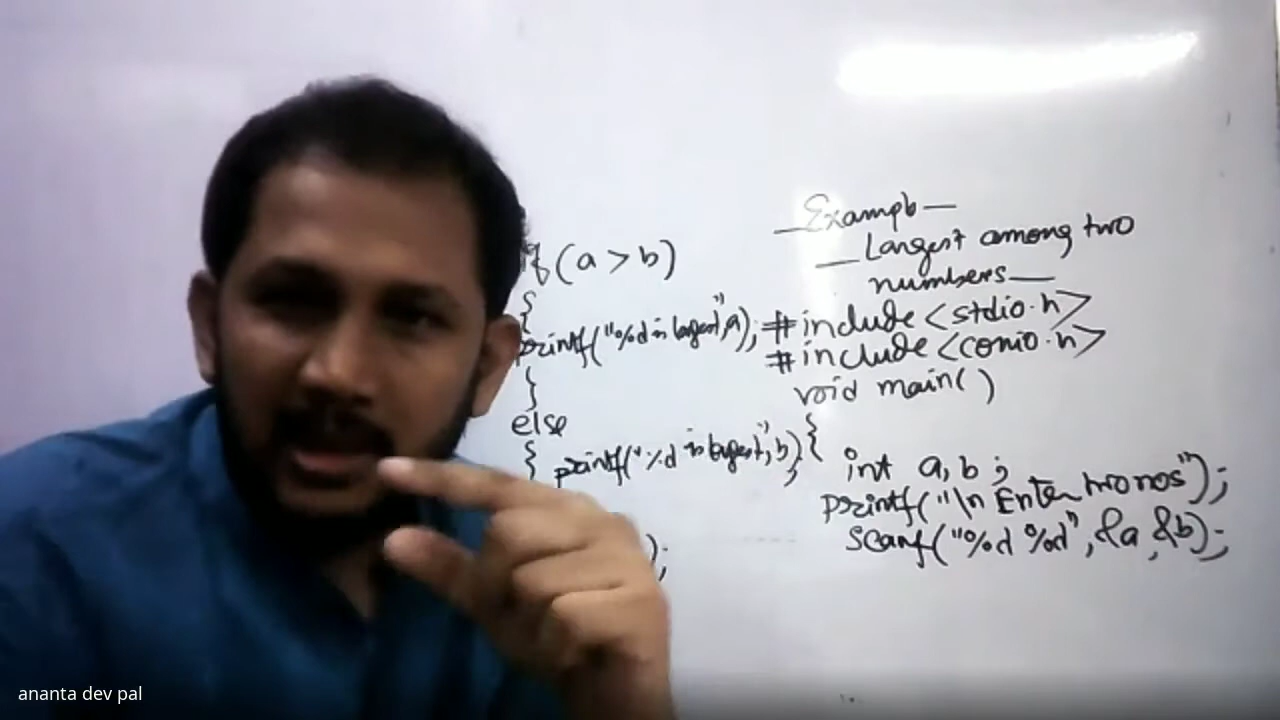 Example
Largest among two
numbers
#include<stdio.h>
#include<conio.h>
void main()
{
int a,b;
printf("\n Enter two nos");
scanf("%d %d",&a,&b);
if(a>b)
{
printf("%d is largest",a);
}
else
{ printf("%d is largest",b);
);
ananta dev pal